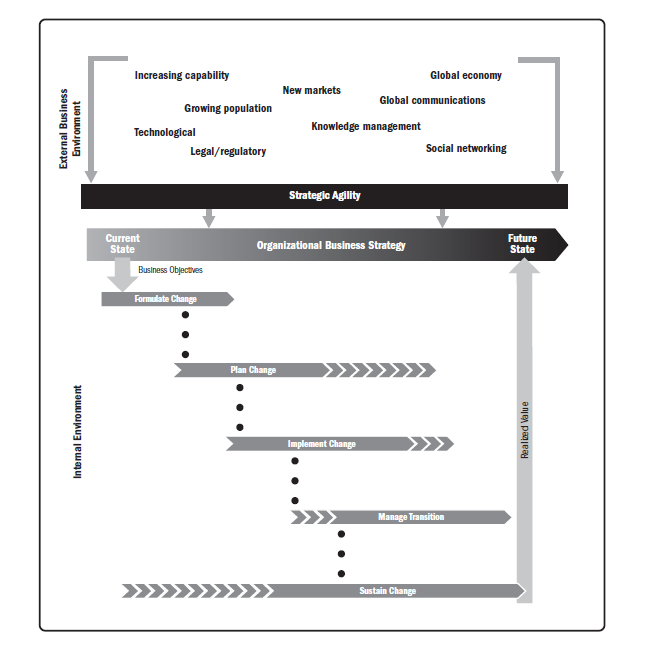 External Business
Environment
Increasing capability
Global economy
New markets
Global communications
Growing population
Knowledge management
Technological
Legal/regulatory
Social networking
Strategic Agility
Current
State
Organizational Business Strategy
Future
State
Business Objectives
Formulate Change
Plan Change
Internal Environment
Implement Change
Realized Value
Manage Transition
Sustain Change